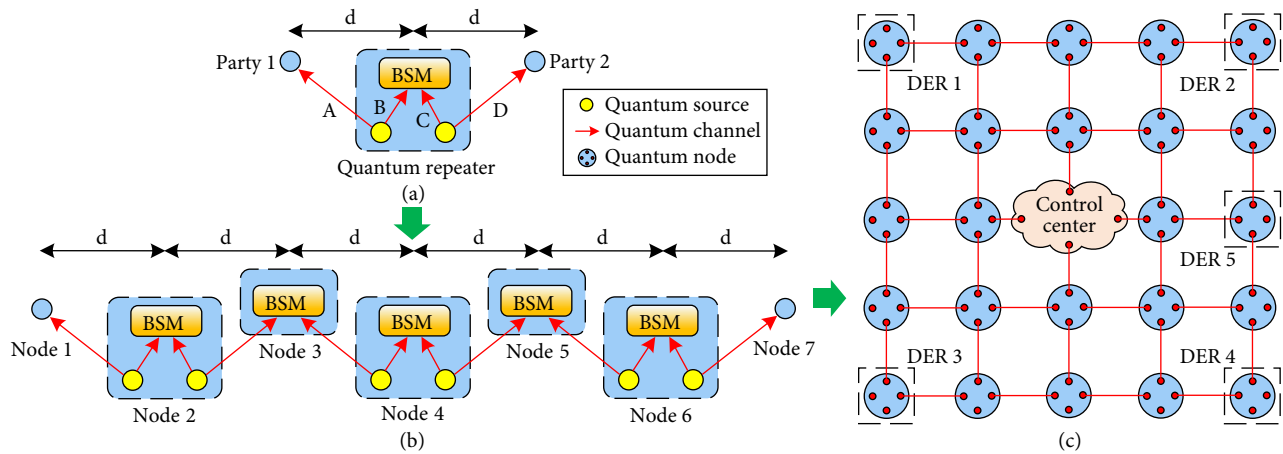 d d
Party 1 Party 2
BSM
A B C D
Quantum repeater
(a)
Quantum source
Quantum channel
Quantum node
d d d d d d
BSM BSM BSM BSM BSM
Node 1 Node 3 Node 5 Node 7
Node 2 Node 4 Node 6
(b)
DER 1 DER 2
Control
center
DER 5
DER 3 DER 4
(c)